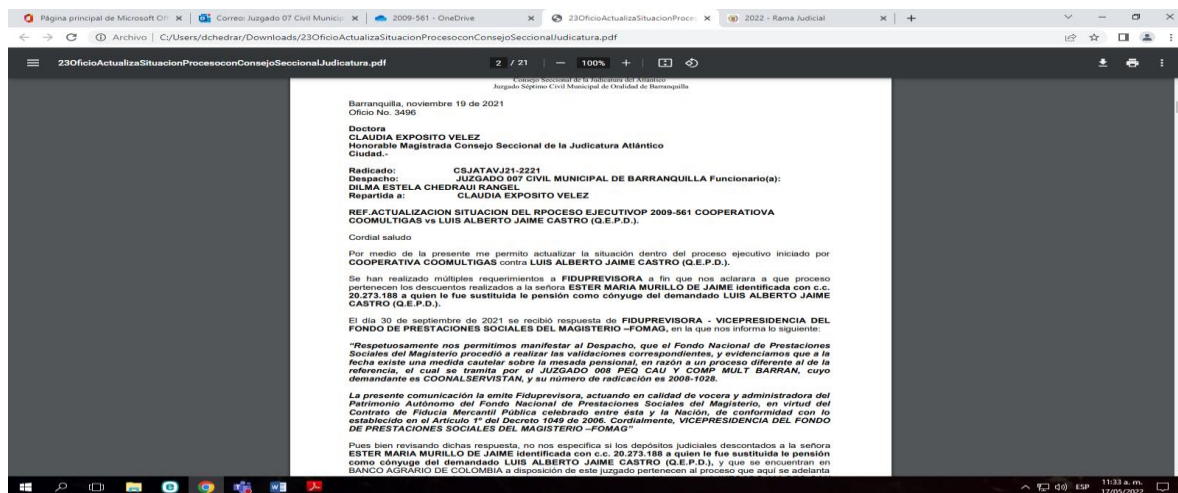 Página principal de Microsoft Of
Correo: Juzgado 07 Civil Municip
2009-561 - OneDrive
23OficioActualizaSituacionProce
2022 - Rama Judicial
Archivo | C:/Users/dchedrar/Downloads/23OficioActualizaSituacionProcesoconConsejoSeccionalJudicatura.pdf
23OficioActualizaSituacionProcesoconConsejoSeccionalJudicatura.pdf
2 / 21
100%
Consejo Seccional de la Judicatura del Atlántico
Juzgado Séptimo Civil Municipal de Oralidad de Barranquilla
Barranquilla, noviembre 19 de 2021
Oficio No. 3496
Doctora
CLAUDIA EXPOSITO VELEZ
Honorable Magistrada Consejo Seccional de la Judicatura Atlántico
Ciudad.-
Radicado: CSJATAVJ21-2221
Despacho: JUZGADO 007 CIVIL MUNICIPAL DE BARRANQUILLA Funcionario(a):
DILMA ESTELA CHEDRAUI RANGEL
Repartida a: CLAUDIA EXPOSITO VELEZ
REF.ACTUALIZACION SITUACION DEL RPOCESO EJECUTIVOP 2009-561 COOPERATIOVA
COOMULTIGAS vs LUIS ALBERTO JAIME CASTRO (Q.E.P.D.).
Cordial saludo
Por medio de la presente me permito actualizar la situación dentro del proceso ejecutivo iniciado por
COOPERATIVA COOMULTIGAS contra LUIS ALBERTO JAIME CASTRO (Q.E.P.D.).
Se han realizado múltiples requerimientos a FIDUPREVISORA a fin que nos aclarara a que proceso
pertenecen los descuentos realizados a la señora ESTER MARIA MURILLO DE JAIME identificada con c.c.
20.273.188 a quien le fue sustituida le pensión como cónyuge del demandado LUIS ALBERTO JAIME
CASTRO (Q.E.P.D.).
El día 30 de septiembre de 2021 se recibió respuesta de FIDUPREVISORA - VICEPRESIDENCIA DEL
FONDO DE PRESTACIONES SOCIALES DEL MAGISTERIO –FOMAG, en la que nos informa lo siguiente:
"Respetuosamente nos permitimos manifestar al Despacho, que el Fondo Nacional de Prestaciones
Sociales del Magisterio procedió a realizar las validaciones correspondientes, y evidenciamos que a la
fecha existe una medida cautelar sobre la mesada pensional, en razón a un proceso diferente al de la
referencia, el cual se tramita por el JUZGADO 008 PEQ CAU Y COMP MULT BARRAN, cuyo
demandante es COONALSERVISTAN, y su número de radicación es 2008-1028.
La presente comunicación la emite Fiduprevisora, actuando en calidad de vocera y administradora del
Patrimonio Autónomo del Fondo Nacional de Prestaciones Sociales del Magisterio, en virtud del
Contrato de Fiducia Mercantil Pública celebrado entre ésta y la Nación, de conformidad con lo
establecido en el Artículo 1° del Decreto 1049 de 2006. Cordialmente, VICEPRESIDENCIA DEL FONDO
DE PRESTACIONES SOCIALES DEL MAGISTERIO –FOMAG"
Pues bien revisando dichas respuesta, no nos especifica si los depósitos judiciales descontados a la señora
ESTER MARIA MURILLO DE JAIME identificada con c.c. 20.273.188 a quien le fue sustituida le pensión
como cónyuge del demandado LUIS ALBERTO JAIME CASTRO (Q.E.P.D.), y que se encuentran en
BANCO AGRARIO DE COLOMBIA a disposición de este juzgado pertenecen al proceso que aquí se adelanta
ESP
11:33 a. m.
17/05/2022